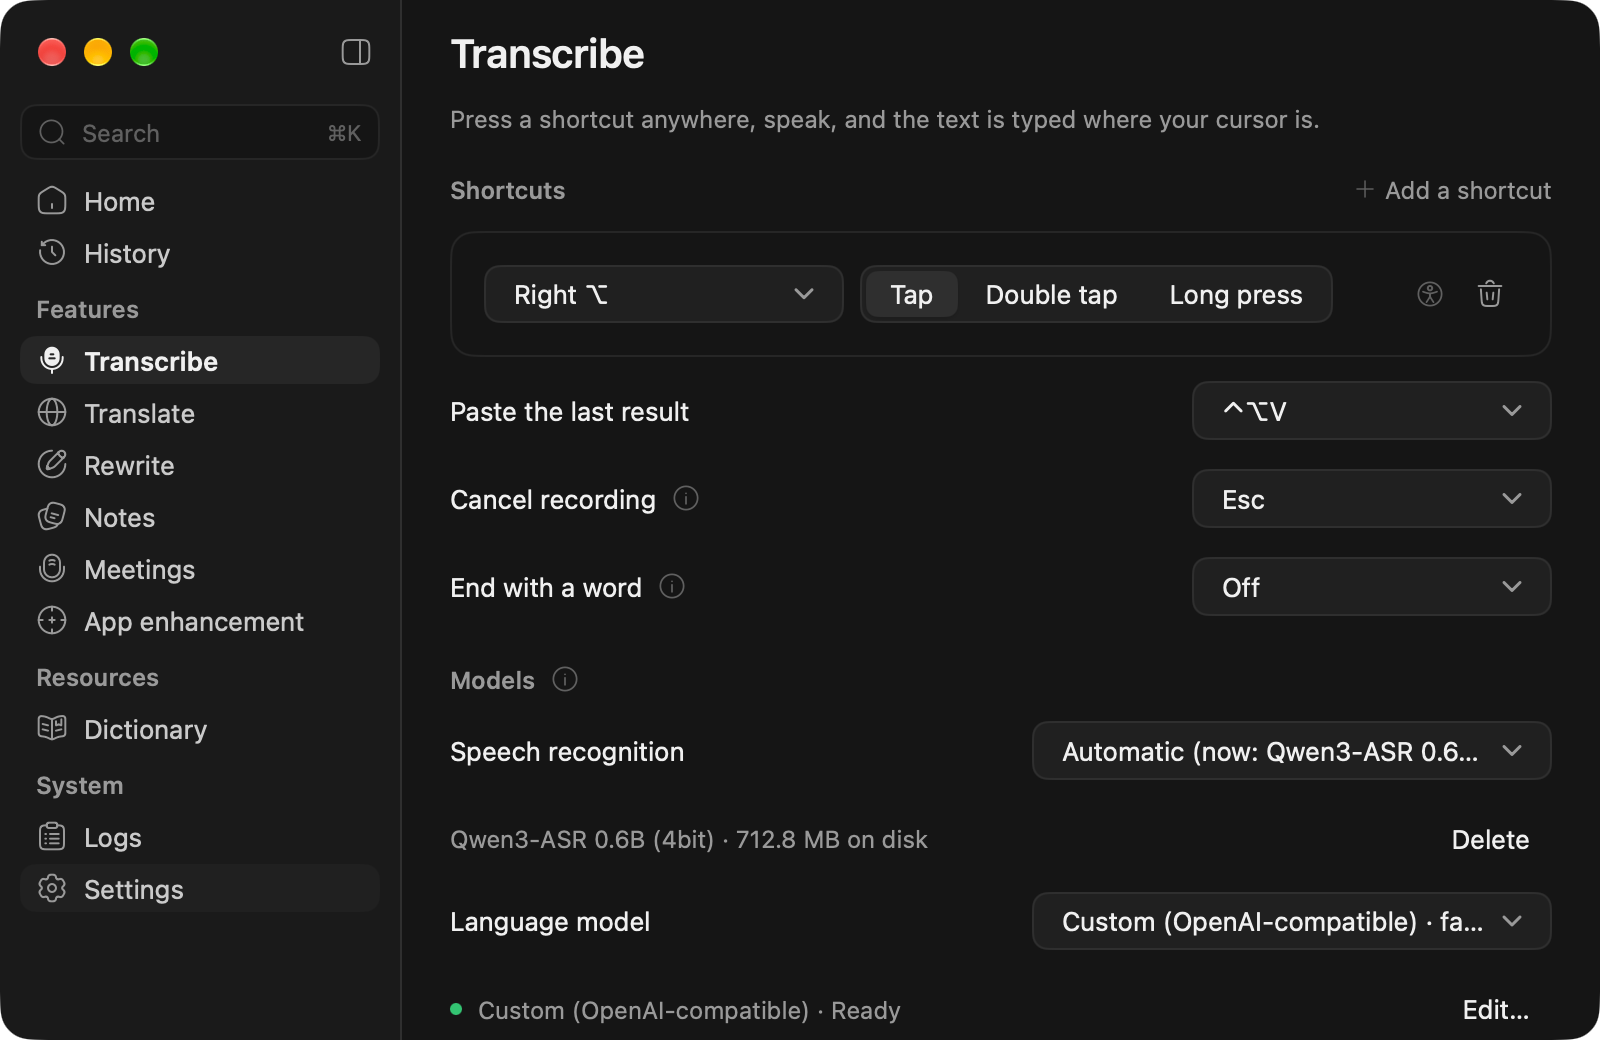 Search ⌘K
Home
History
Features
Transcribe
Translate
Rewrite
Notes
Meetings
App enhancement
Resources
Dictionary
System
Logs
Settings
Transcribe
Press a shortcut anywhere, speak, and the text is typed where your cursor is.
Shortcuts
+ Add a shortcut
Right ⌥
Tap Double tap Long press
Paste the last result ^⌥V
Cancel recording Esc
End with a word Off
Models
Speech recognition Automatic (now: Qwen3-ASR 0.6...
Qwen3-ASR 0.6B (4bit) · 712.8 MB on disk Delete
Language model Custom (OpenAI-compatible) · fa...
Custom (OpenAI-compatible) · Ready Edit...